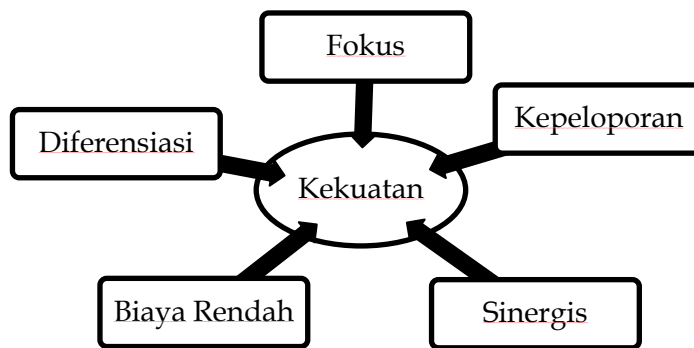 Fokus
Kepeloporan
Diferensiasi
Kekuatan
Biaya Rendah
Sinergis